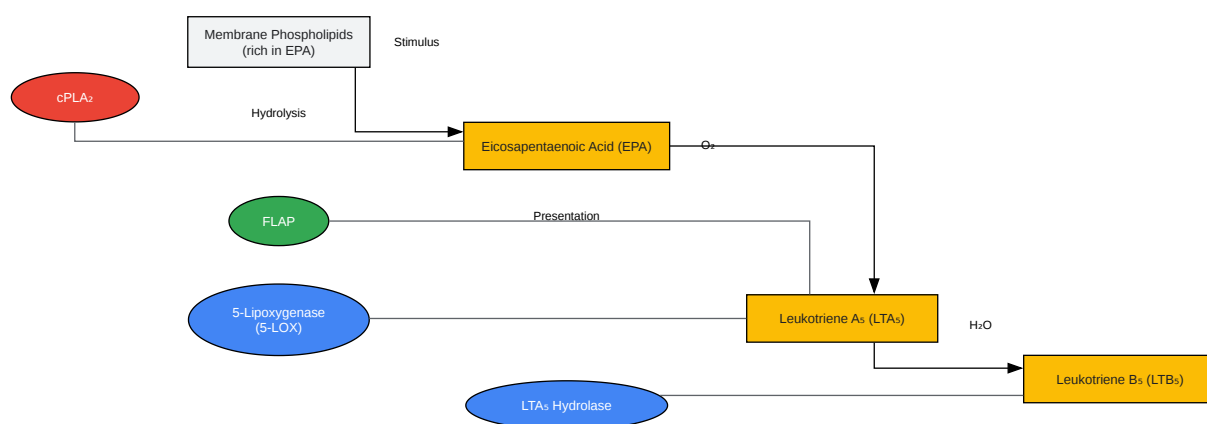 Membrane Phospholipids
(rich in EPA)
Stimulus
cPLA₂
Hydrolysis
Eicosapentaenoic Acid (EPA)
O₂
FLAP
Presentation
5-Lipoxygenase
(5-LOX)
Leukotriene A₅ (LTA₅)
H₂O
Leukotriene B₅ (LTB₅)
LTA₅ Hydrolase